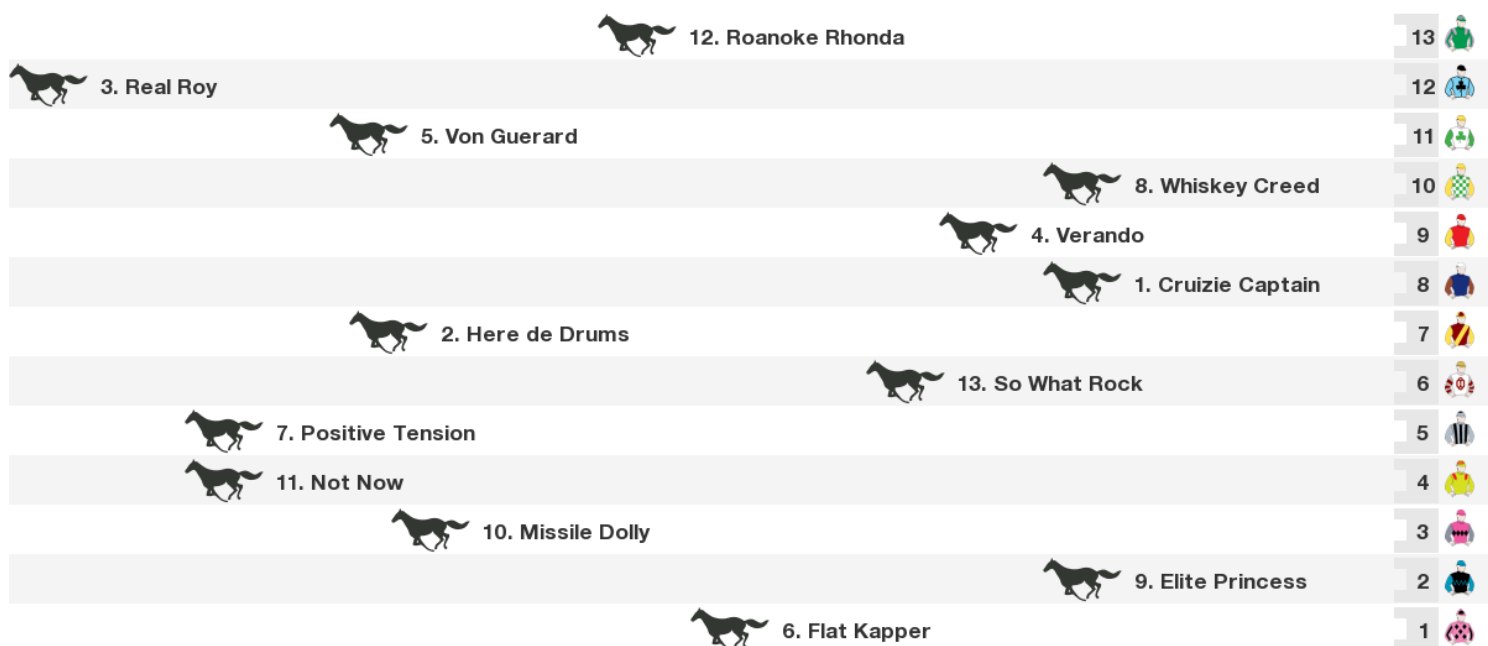 12. Roanoke Rhonda 13
3. Real Roy 12
5. Von Guerard 11
8. Whiskey Creed 10
4. Verando 9
1. Cruizie Captain 8
2. Here de Drums 7
13. So What Rock 6
7. Positive Tension 5
11. Not Now 4
10. Missile Dolly 3
9. Elite Princess 2
6. Flat Kapper 1